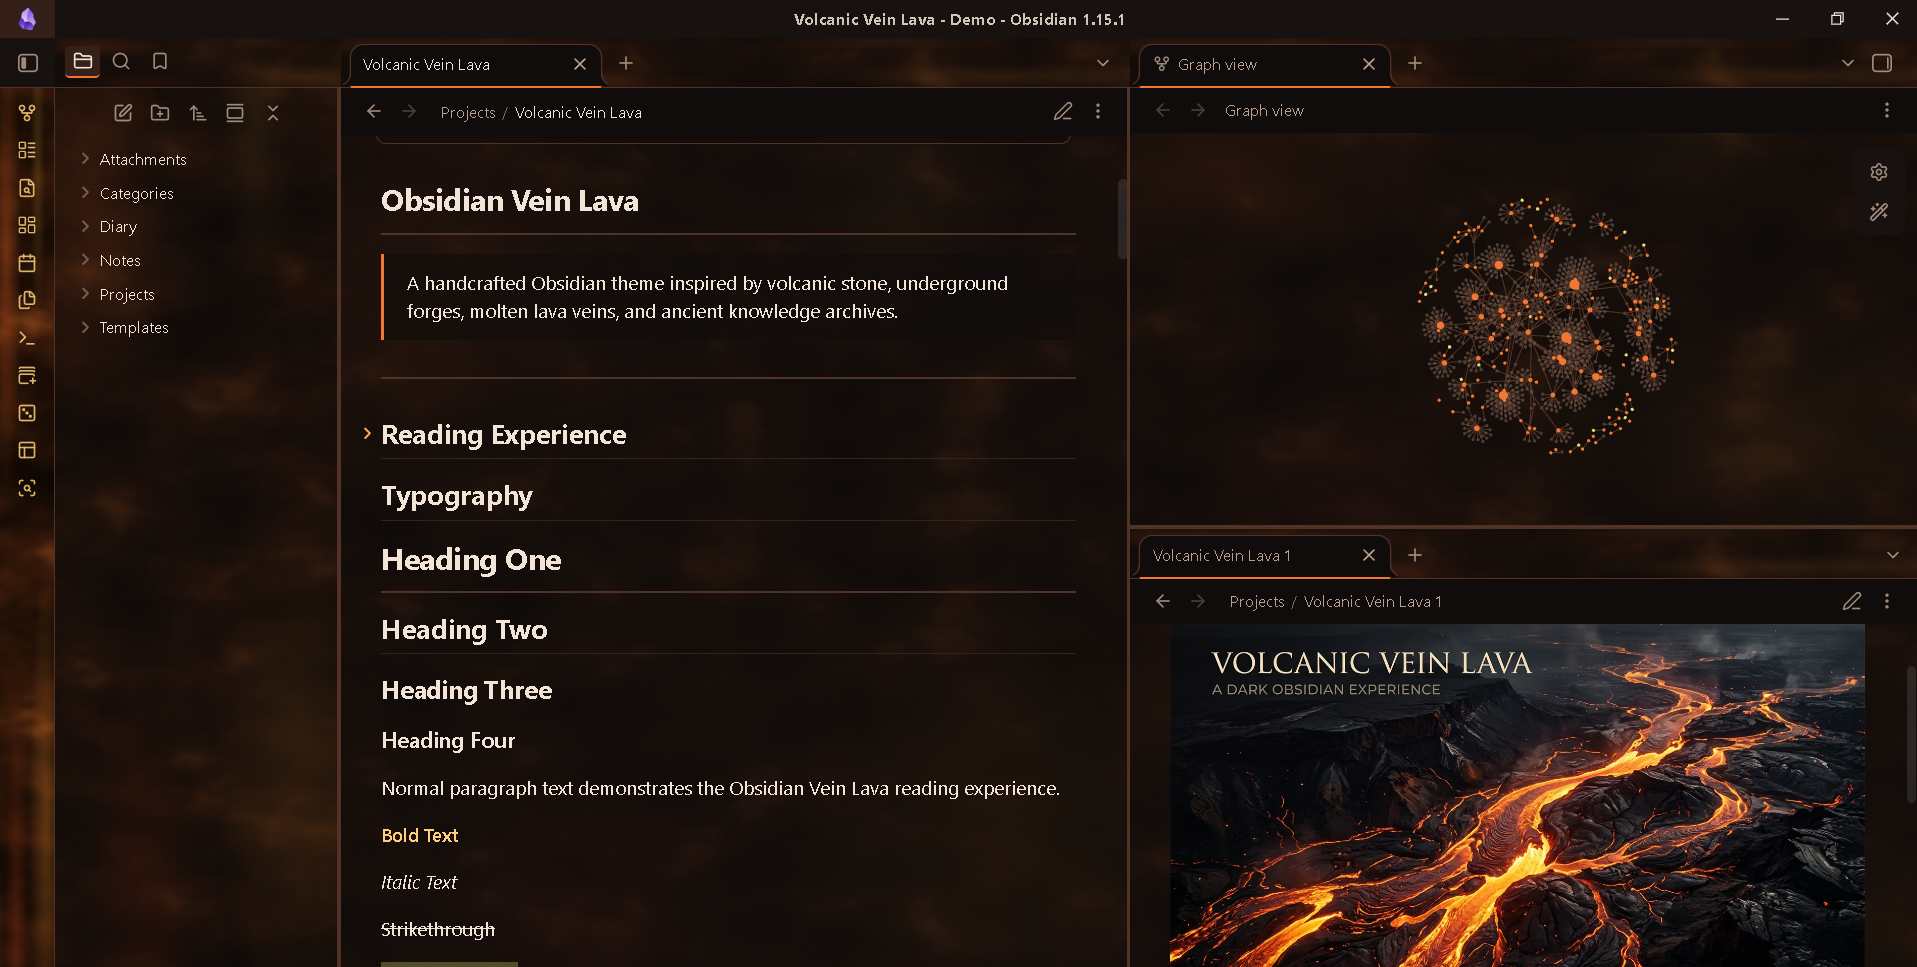 Volcanic Vein Lava - Demo - Obsidian 1.15.1
Volcanic Vein Lava
Graph view
Projects / Volcanic Vein Lava
Graph view
Attachments
Categories
Diary
Notes
Projects
Templates
Obsidian Vein Lava
A handcrafted Obsidian theme inspired by volcanic stone, underground
forges, molten lava veins, and ancient knowledge archives.
Reading Experience
Typography
Heading One
Heading Two
Heading Three
Heading Four
Normal paragraph text demonstrates the Obsidian Vein Lava reading experience.
Bold Text
Italic Text
Strikethrough
Volcanic Vein Lava 1
Projects / Volcanic Vein Lava 1
VOLCANIC VEIN LAVA
A DARK OBSIDIAN EXPERIENCE